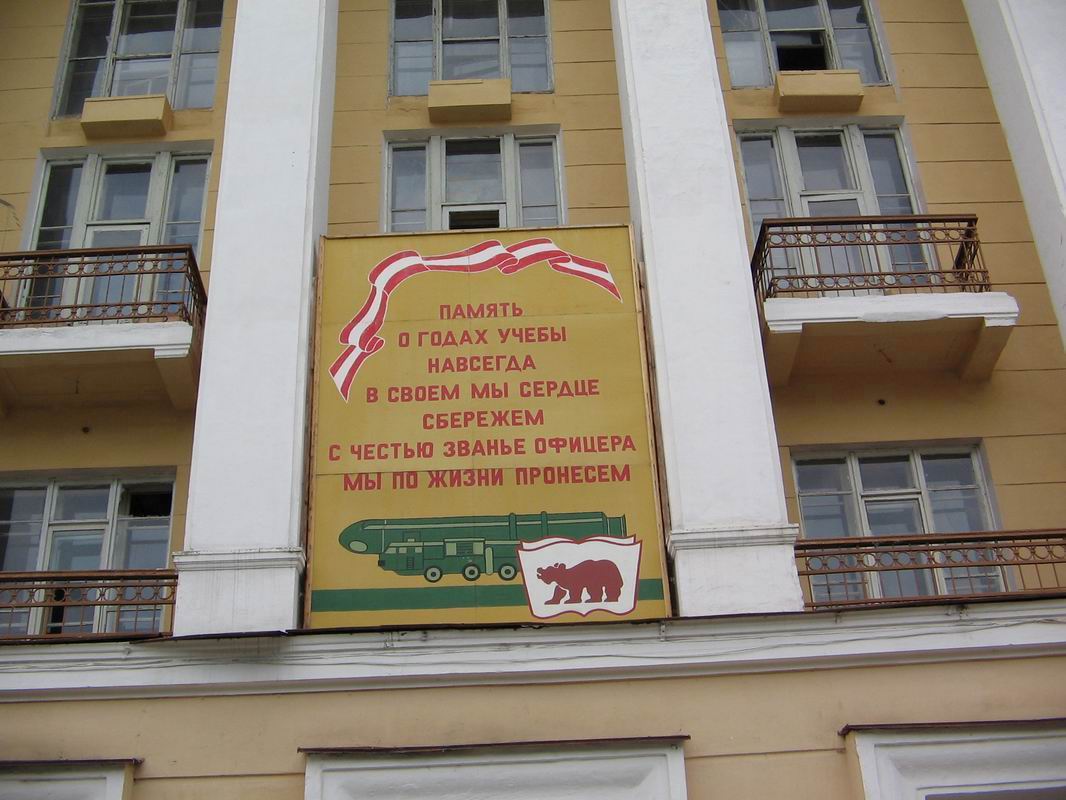 ПАМЯТЬ
О ГОДАХ УЧЕБЫ
НАВСЕГДА
В СВОЕМ МЫ СЕРДЦЕ
СБЕРЕЖЕМ
С ЧЕСТЬЮ ЗВАНЬЕ ОФИЦЕРА
МЫ ПО ЖИЗНИ ПРОНЕСЕМ